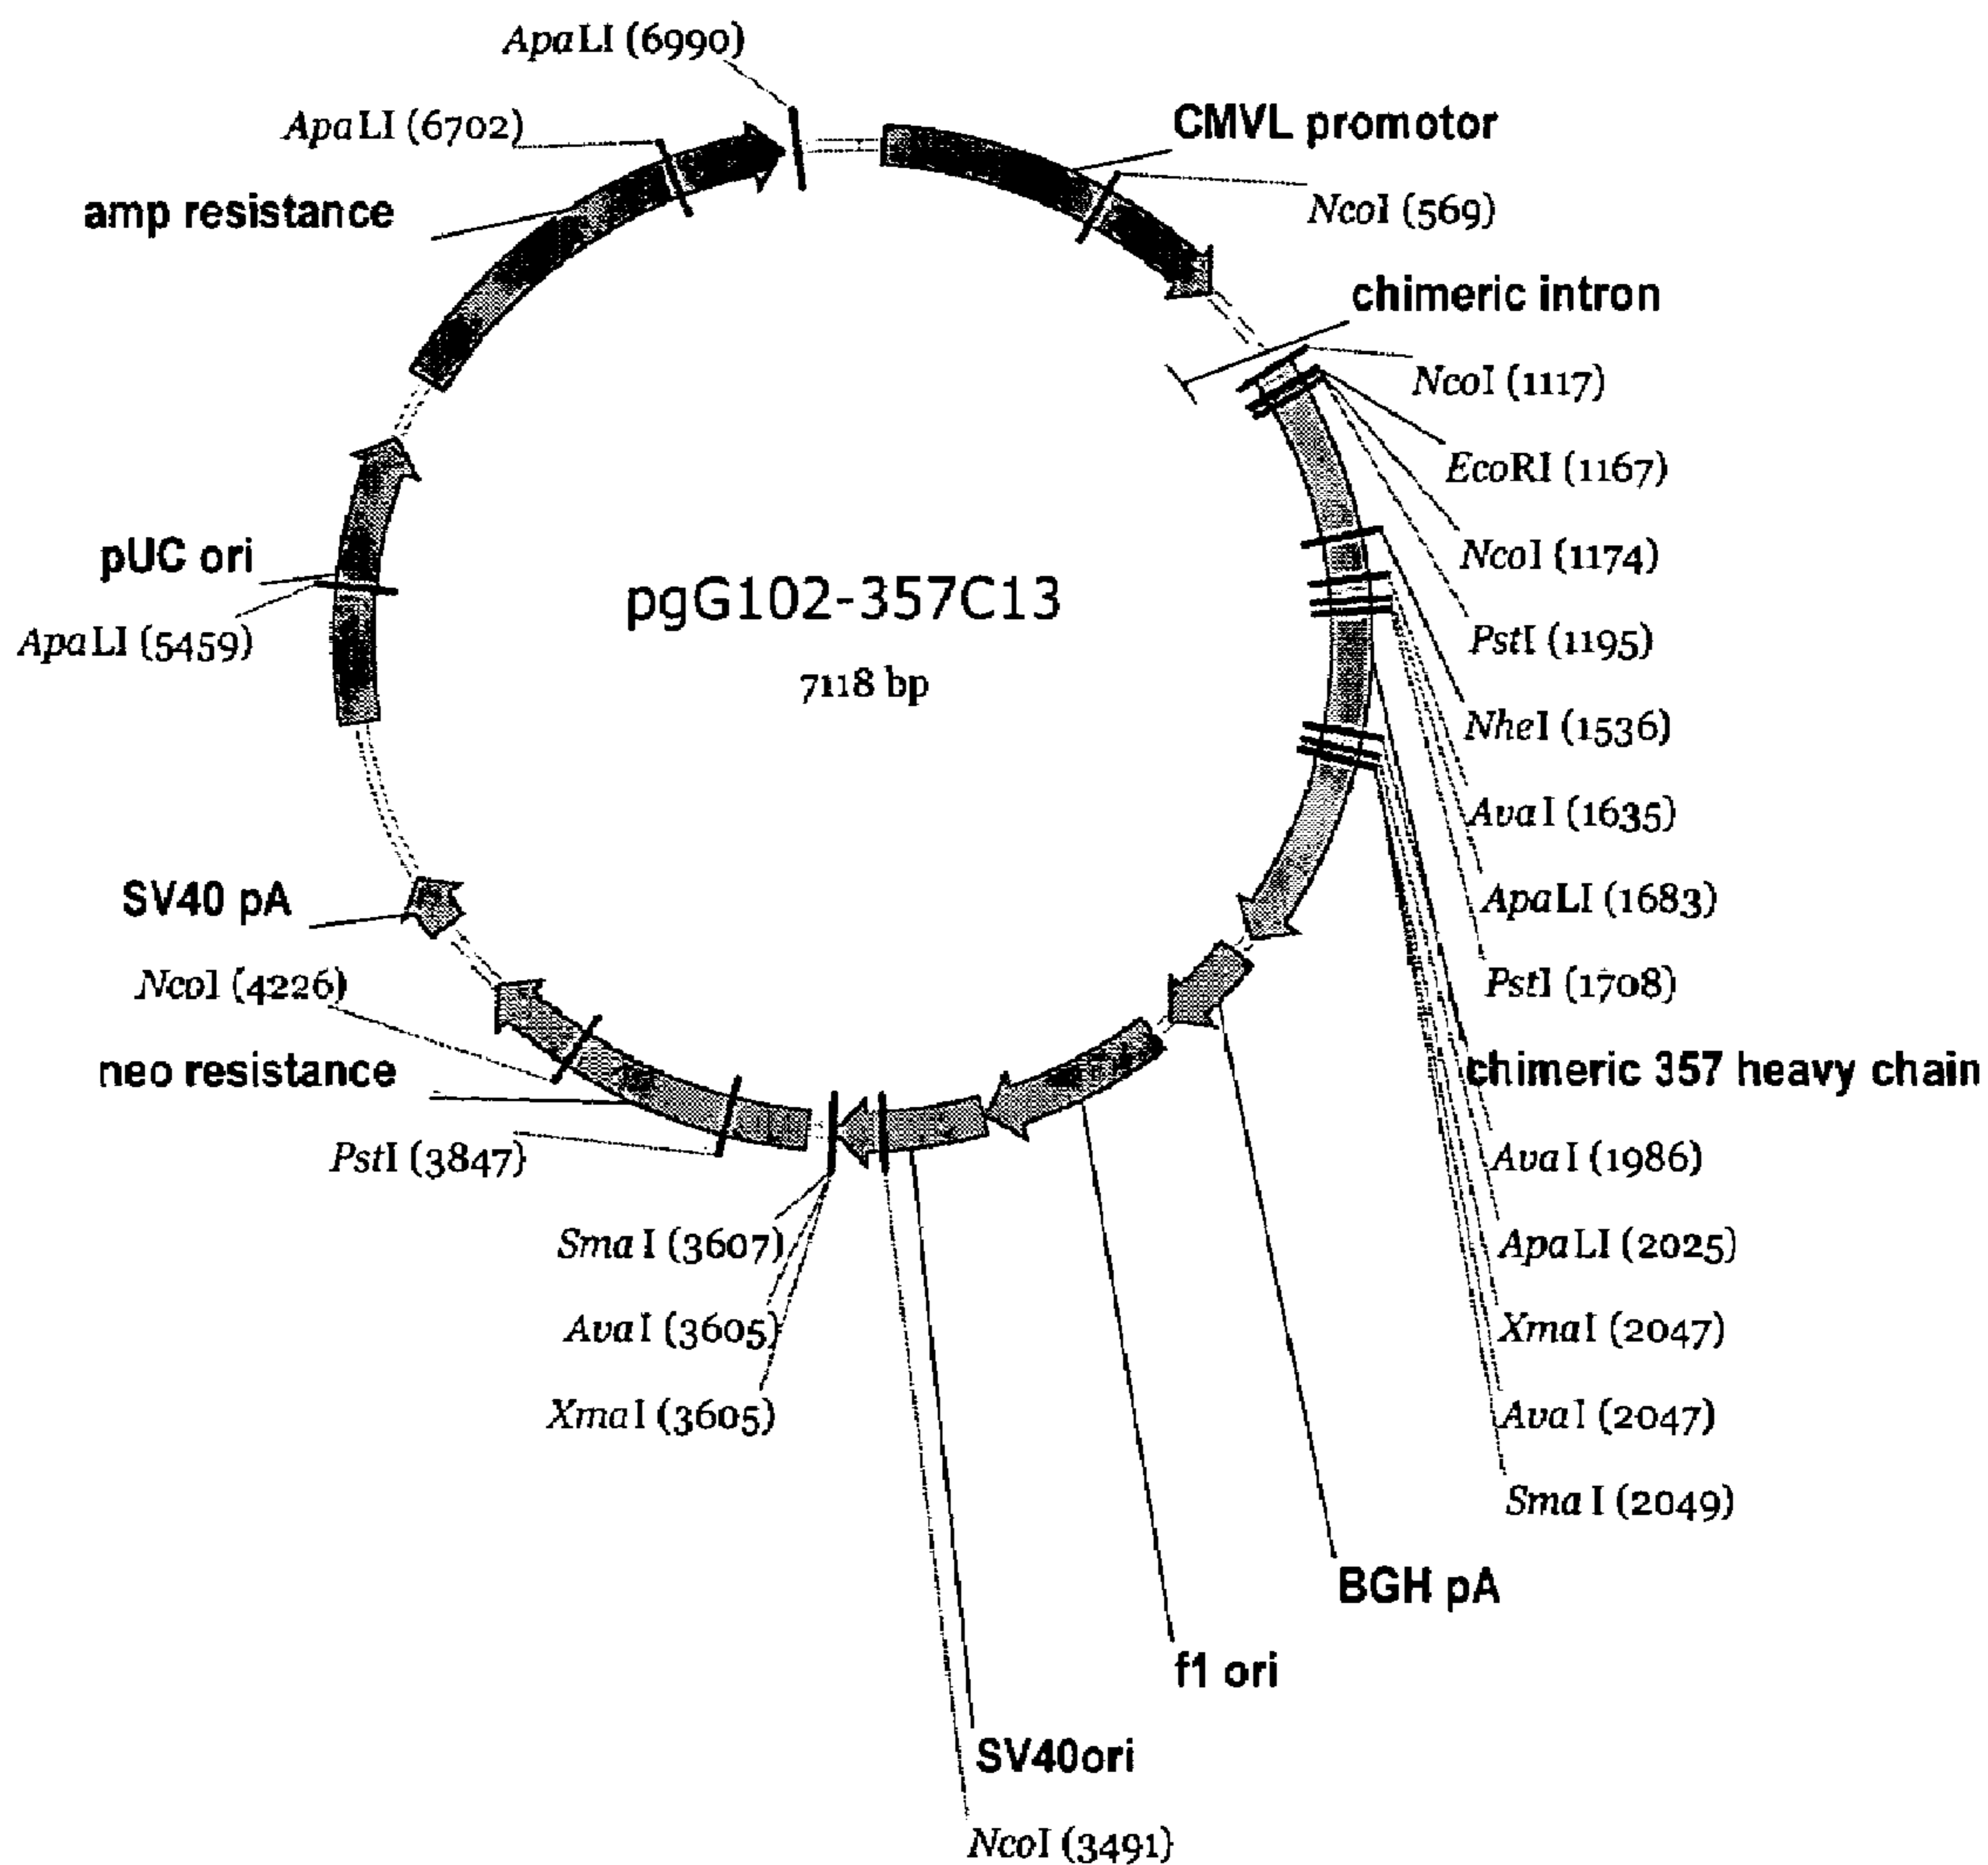 ApaLI (6990)
ApaLI (6702)
CMVL promotor
amp resistance
NcoI (569)
chimeric intron
NcoI (1117)
EcoRI (1167)
pUC ori
NcoI (1174)
pgG102-357C13
ApaLI (5459)
PstI (1195)
7118 bp
NheI (1536)
AvaI (1635)
SV40 pA
ApaLI (1683)
NcoI (4226)
PstI (1708)
neo resistance
chimeric 357 heavy chain
PstI (3847)
AvaI (1986)
SmaI (3607)
ApaLI (2025)
AvaI (3605)
XmaI (2047)
XmaI (3605)
AvaI (2047)
SmaI (2049)
BGH pA
f1 ori
SV40ori
NcoI (3491)